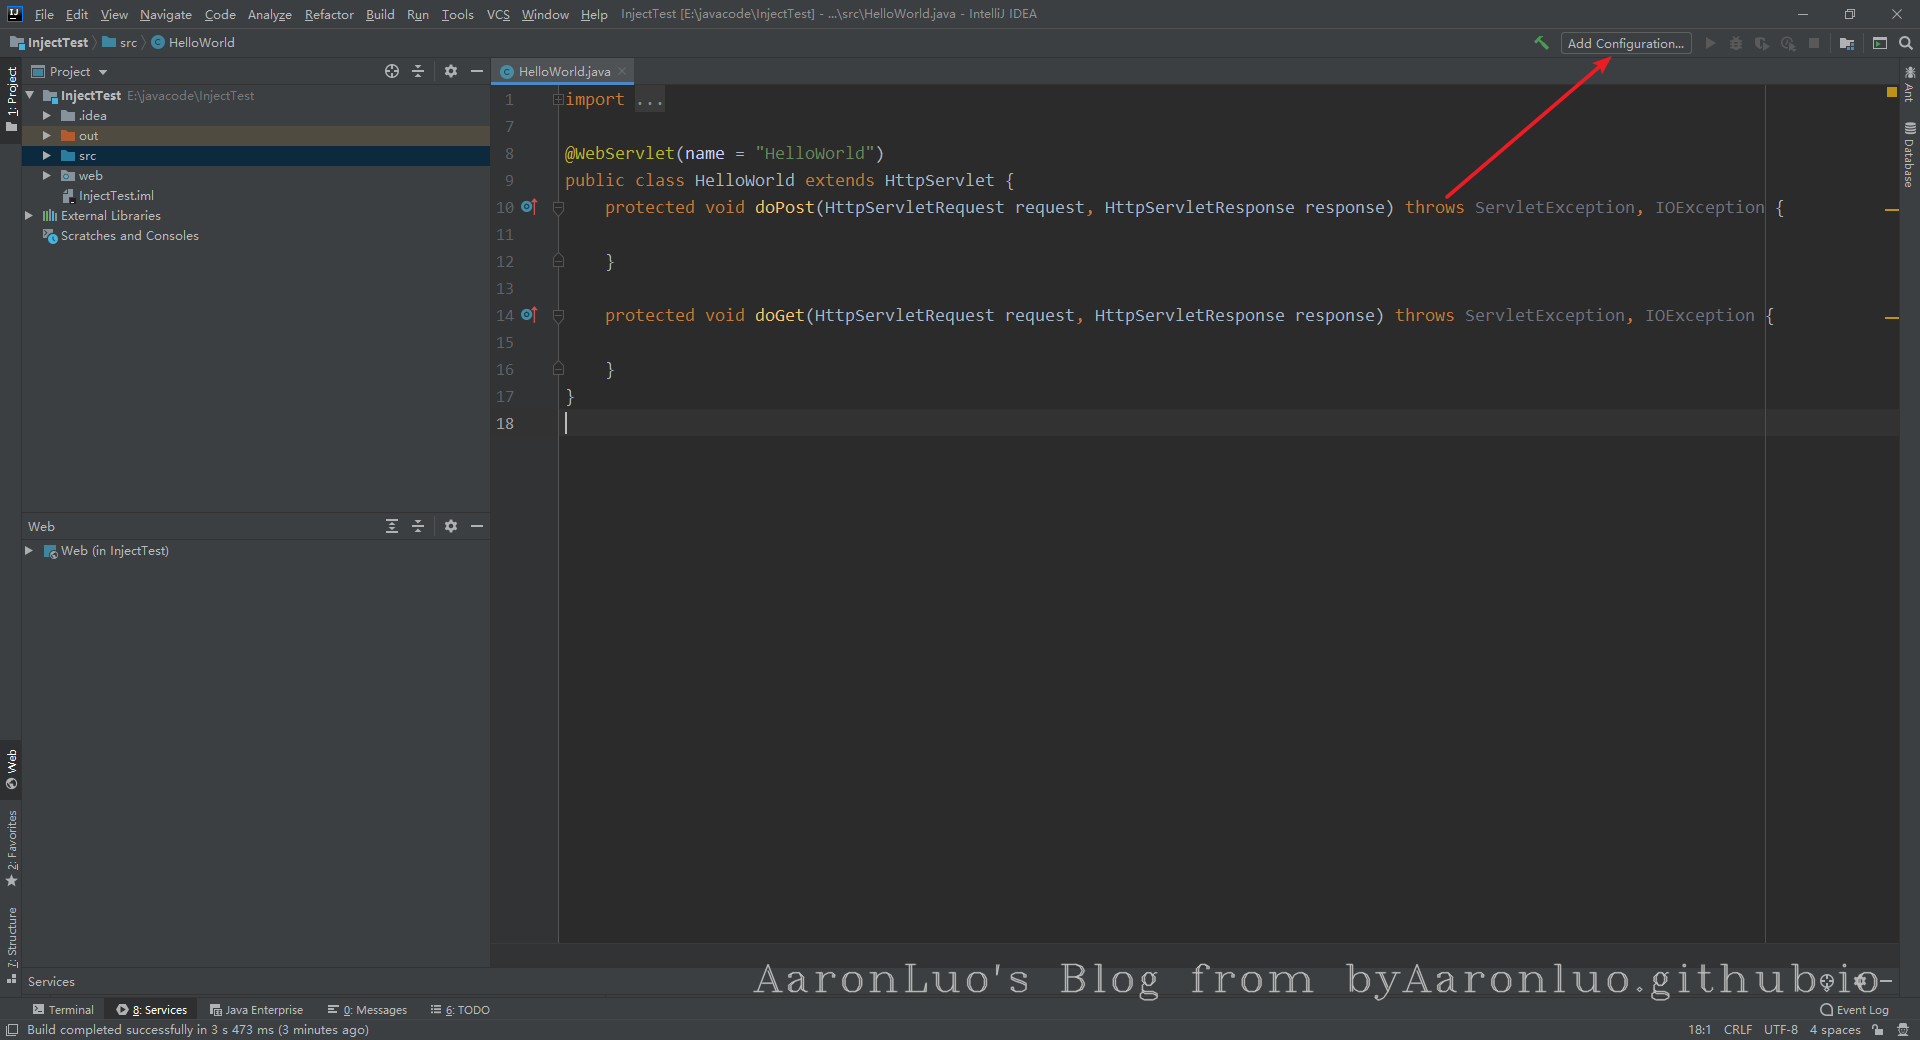 File Edit View Navigate Code Analyze Refactor Build Run Tools VCS Window Help InjectTest [E:\javacode\InjectTest] - ...\src\HelloWorld.java - IntelliJ IDEA
InjectTest src HelloWorld
Add Configuration...
1: Project
Project
HelloWorld.java
InjectTest E:\javacode\InjectTest
.idea
out
src
web
InjectTest.iml
External Libraries
Scratches and Consoles
1 import ...
7
8 @WebServlet(name = "HelloWorld")
9 public class HelloWorld extends HttpServlet {
10 protected void doPost(HttpServletRequest request, HttpServletResponse response) throws ServletException, IOException {
11
12 }
13
14 protected void doGet(HttpServletRequest request, HttpServletResponse response) throws ServletException, IOException {
15
16 }
17 }
18
Ant
Database
Web
Web (in InjectTest)
Web
2: Favorites
7: Structure
AaronLuo's Blog from byAaronluo.github.io
Services
Terminal 8: Services Java Enterprise 0: Messages 6: TODO
Event Log
Build completed successfully in 3 s 473 ms (3 minutes ago)
18:1 CRLF UTF-8 4 spaces